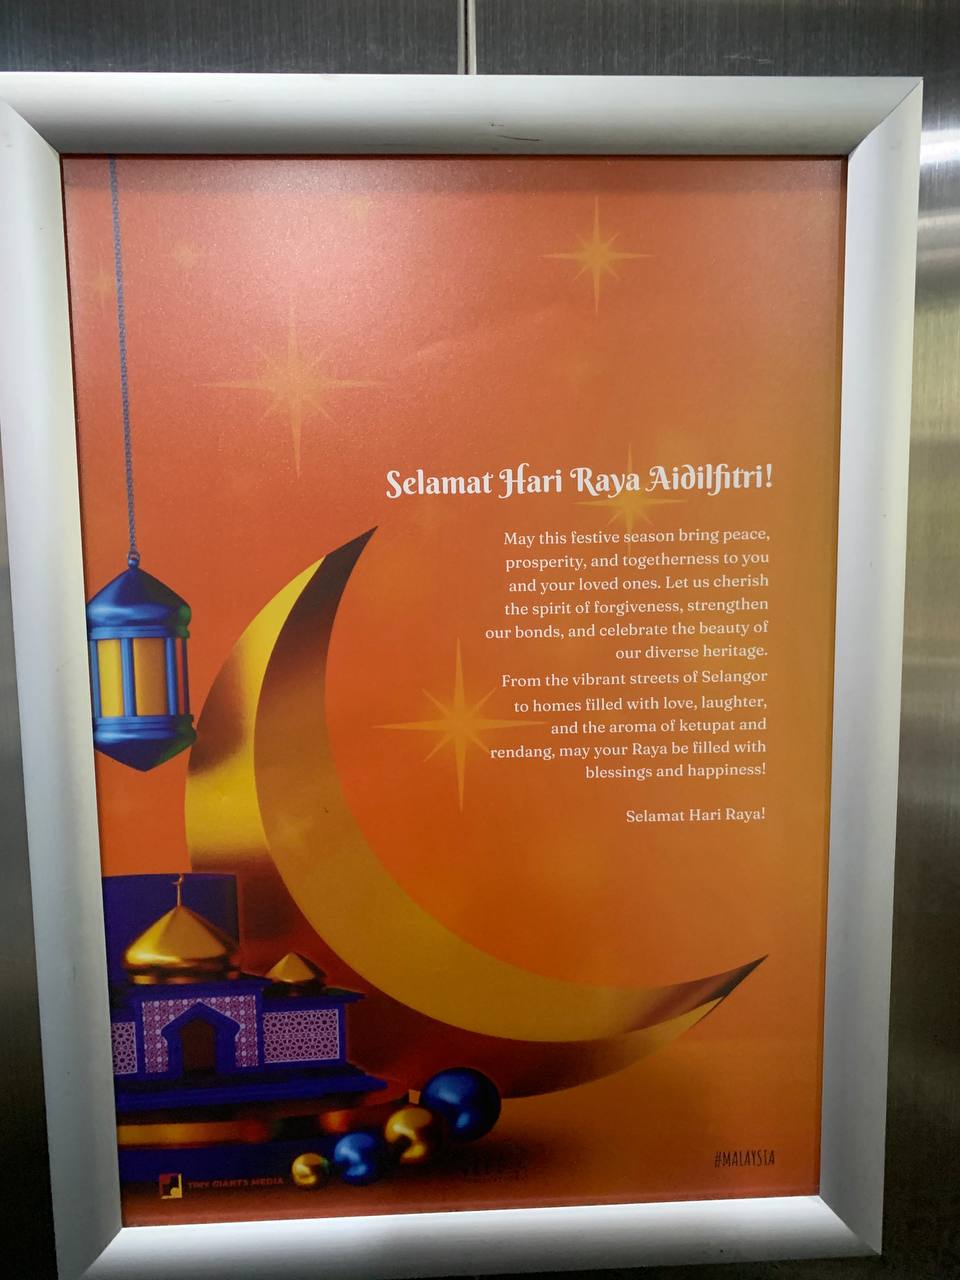 Selamat Hari Raya Aidilfitri!
May this festive season bring peace,
prosperity, and togetherness to you
and your loved ones. Let us cherish
the spirit of forgiveness, strengthen
our bonds, and celebrate the beauty of
our diverse heritage.
From the vibrant streets of Selangor
to homes filled with love, laughter,
and the aroma of ketupat and
rendang, may your Raya be filled with
blessings and happiness!
Selamat Hari Raya!
#MALAYSIA
TINY GIANTS MEDIA